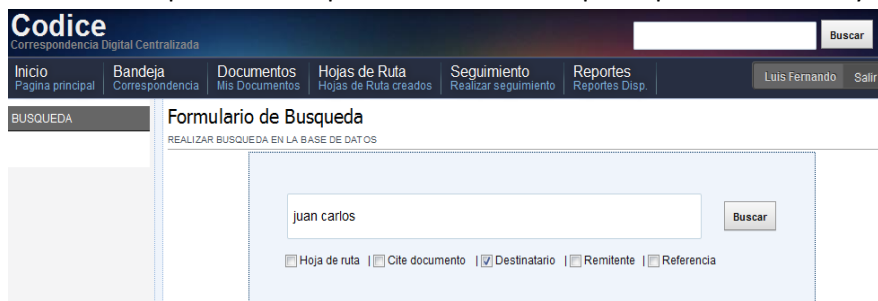 Codice
Correspondencia Digital Centralizada
Buscar
Inicio Bandeja Documentos Hojas de Ruta Seguimiento Reportes
Pagina principal Correspondencia Mis Documentos Hojas de Ruta creados Realizar seguimiento Reportes Disp. Luis Fernando Salir
BUSQUEDA
Formulario de Busqueda
REALIZAR BUSQUEDA EN LA BASE DE DATOS
juan carlos Buscar
Hoja de ruta | Cite documento | Destinatario | Remitente | Referencia